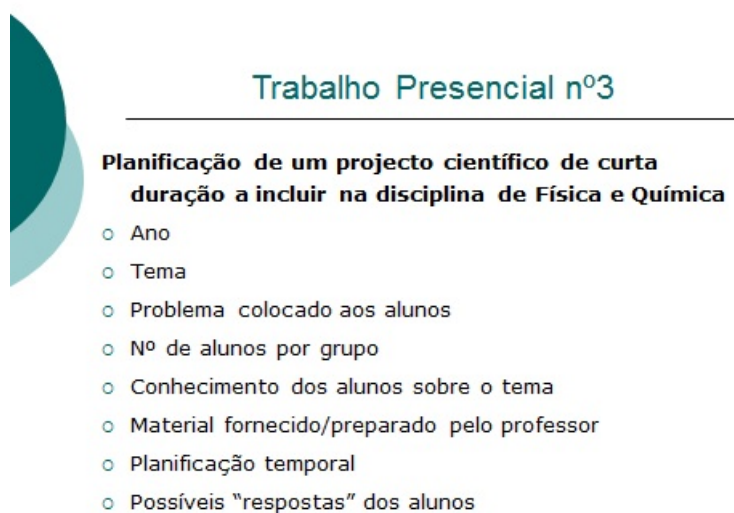 Trabalho Presencial nº3
Planificação de um projecto científico de curta
duração a incluir na disciplina de Física e Química
o Ano
o Tema
o Problema colocado aos alunos
o Nº de alunos por grupo
o Conhecimento dos alunos sobre o tema
o Material fornecido/preparado pelo professor
o Planificação temporal
o Possíveis “respostas” dos alunos